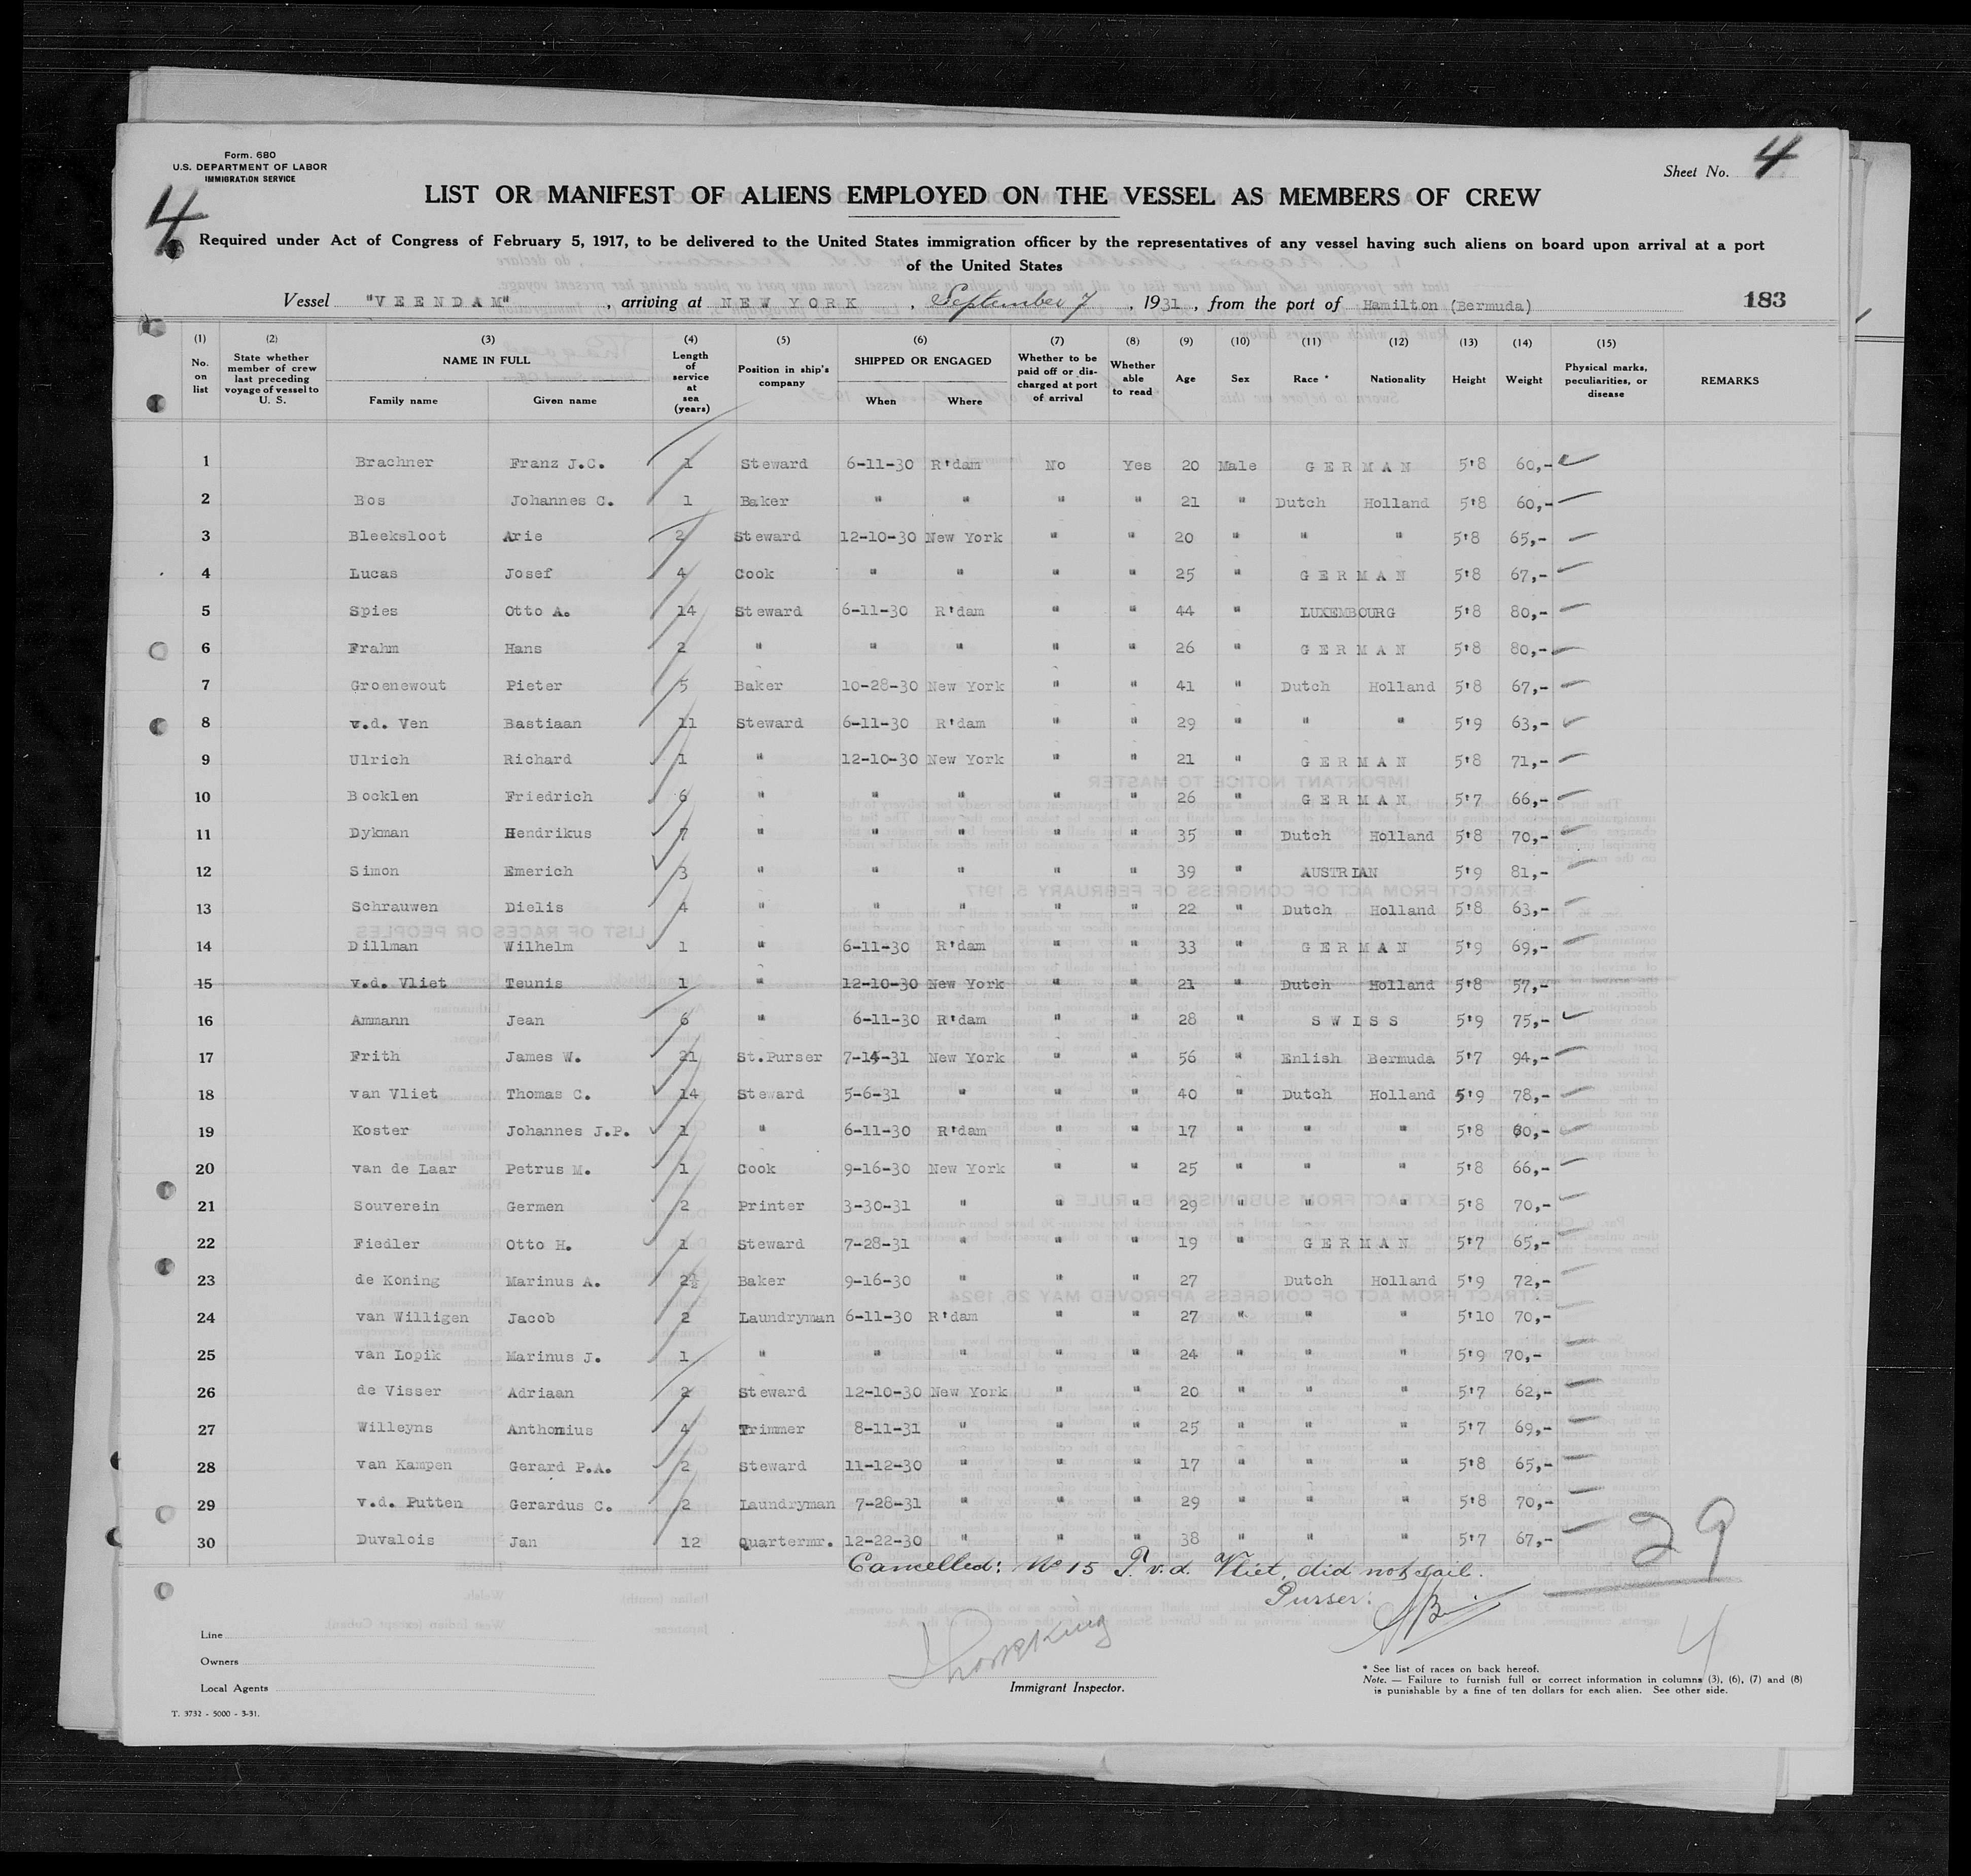 Form. 680
U.S. DEPARTMENT OF LABOR
IMMIGRATION SERVICE
Sheet No. 4
4
LIST OR MANIFEST OF ALIENS EMPLOYED ON THE VESSEL AS MEMBERS OF CREW
Required under Act of Congress of February 5, 1917, to be delivered to the United States immigration officer by the representatives of any vessel having such aliens on board upon arrival at a port
of the United States
Vessel "VEENDAM", arriving at NEW YORK, September 7, 1931, from the port of Hamilton (Bermuda) 183
(1) No. on list (2) State whether member of crew last preceding voyage of vessel to U. S. (3) NAME IN FULL Family name Given name (4) Length of service at sea (years) (5) Position in ship's company (6) SHIPPED OR ENGAGED When Where (7) Whether to be paid off or discharged at port of arrival (8) Whether able to read (9) Age (10) Sex (11) Race * (12) Nationality (13) Height (14) Weight (15) Physical marks, peculiarities, or disease REMARKS
1 Brachner Franz J.C. 1 Steward 6-11-30 R'dam No Yes 20 Male GERMAN 5'8 60,-
2 Bos Johannes C. 1 Baker " " " " 21 " Dutch Holland 5'8 60,-
3 Bleeksloot Arie 2 Steward 12-10-30 New York " " 20 " " " 5'8 65,-
4 Lucas Josef 4 Cook " " " " 25 " GERMAN 5'8 67,-
5 Spies Otto A. 14 Steward 6-11-30 R'dam " " 44 " LUXEMBOURG 5'8 80,-
6 Frahm Hans 2 " " " " " 26 " GERMAN 5'8 80,-
7 Groenewout Pieter 5 Baker 10-28-30 New York " " 41 " Dutch Holland 5'8 67,-
8 v.d. Ven Bastiaan 11 Steward 6-11-30 R'dam " " 29 " " " 5'9 63,-
9 Ulrich Richard 1 " 12-10-30 New York " " 21 " GERMAN 5'8 71,-
10 Bocklen Friedrich 6 " " " " " 26 " GERMAN 5'7 66,-
11 Dykman Hendrikus 7 " " " " " 35 " Dutch Holland 5'8 70,-
12 Simon Emerich 3 " " " " " 39 " AUSTRIAN 5'9 81,-
13 Schrauwen Dielis 4 " " " " " 22 " Dutch Holland 5'8 63,-
14 Dillman Wilhelm 1 " 6-11-30 R'dam " " 33 " GERMAN 5'9 69,-
15 v.d. Vliet Teunis 1 " 12-10-30 New York " " 21 " Dutch Holland 5'8 57,-
16 Ammann Jean 6 " 6-11-30 R'dam " " 28 " SWISS 5'9 75,-
17 Frith James W. 21 St.Purser 7-14-31 New York " " 56 " Enlish Bermuda 5'7 94,-
18 van Vliet Thomas C. 14 Steward 5-6-31 " " " 40 " Dutch Holland 5'9 78,-
19 Koster Johannes J.P. 1 " 6-11-30 R'dam " " 17 " " " 5'8 60,-
20 van de Laar Petrus M. 1 Cook 9-16-30 New York " " 25 " " " 5'8 66,-
21 Souverein Germen 2 Printer 3-30-31 " " " 29 " " " 5'8 70,-
22 Fiedler Otto H. 1 Steward 7-28-31 " " " 19 " GERMAN 5'7 65,-
23 de Koning Marinus A. 2½ Baker 9-16-30 " " " 27 Dutch Holland 5'9 72,-
24 van Willigen Jacob 2 Laundryman 6-11-30 R'dam " " 27 " " " 5'10 70,-
25 van Lopik Marinus J. 1 " " " " " 24 " " " 5'9 70,-
26 de Visser Adriaan 2 Steward 12-10-30 New York " " 20 " " " 5'7 62,-
27 Willeyns Anthonius 4 Trimmer 8-11-31 " " " 25 " " " 5'7 69,-
28 van Kampen Gerard P.A. 2 Steward 11-12-30 " " " 17 " " " 5'8 65,-
29 v.d. Putten Gerardus C. 2 Laundryman 7-28-31 " " " 29 " " " 5'8 70,-
30 Duvalois Jan 12 Quartermr. 12-22-30 " " " 38 " " " 5'7 67,-
29
Cancelled: No 15 T. v.d. Vliet, did not sail.
Purser:
4
Line
Owners
Local Agents
Immigrant Inspector.
* See list of races on back hereof.
Note. — Failure to furnish full or correct information in columns (3), (6), (7) and (8)
is punishable by a fine of ten dollars for each alien. See other side.
T. 3732 - 5000 - 3-31.